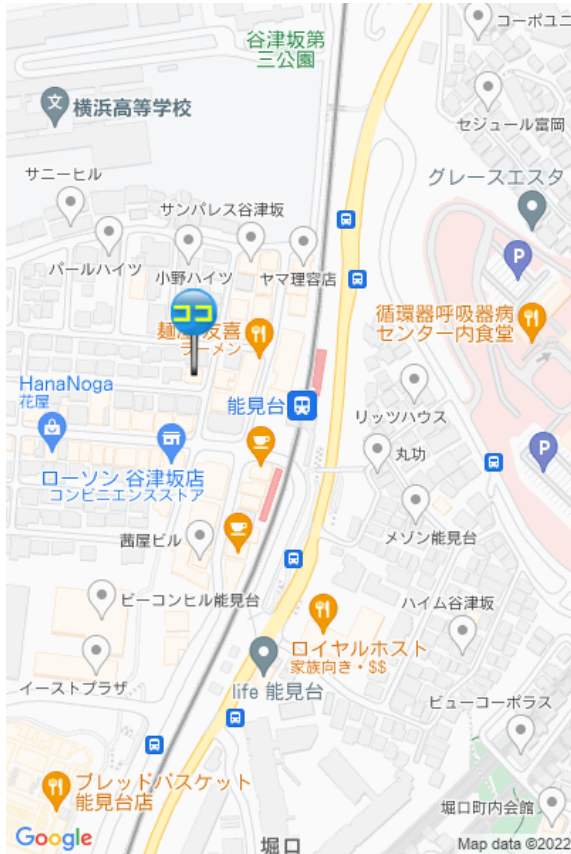 谷津坂第
三公園
コーポユニ
文
横浜高等学校
セジュール富岡
サニーヒル
グレースエスタ
サンパレス谷津坂
P
パールハイツ
小野ハイツ
ヤマ理容店
ココ
循環器呼吸器病
センター内食堂
友喜
ラーメン
HanaNoga
花屋
能見台
リッツハウス
丸功
P
ローソン 谷津坂店
コンビニエンスストア
茜屋ビル
メゾン能見台
ビーコンヒル能見台
ハイム谷津坂
ロイヤルホスト
家族向き・$$
イーストプラザ
life 能見台
ビューコーポラス
ブレッドバスケット
能見台店
堀口町内会館
Google
堀口
Map data ©2022